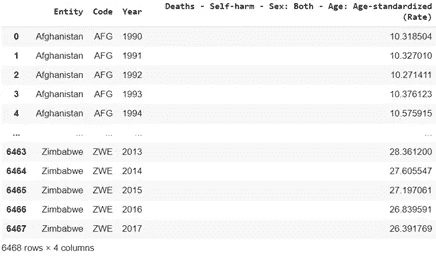 Entity Code Year Deaths - Self-harm - Sex: Both - Age: Age-standardized
(Rate)
0 Afghanistan AFG 1990 10.318504
1 Afghanistan AFG 1991 10.327010
2 Afghanistan AFG 1992 10.271411
3 Afghanistan AFG 1993 10.376123
4 Afghanistan AFG 1994 10.575915
... ... ... ... ...
6463 Zimbabwe ZWE 2013 28.361200
6464 Zimbabwe ZWE 2014 27.605547
6465 Zimbabwe ZWE 2015 27.197061
6466 Zimbabwe ZWE 2016 26.839591
6467 Zimbabwe ZWE 2017 26.391769
6468 rows × 4 columns